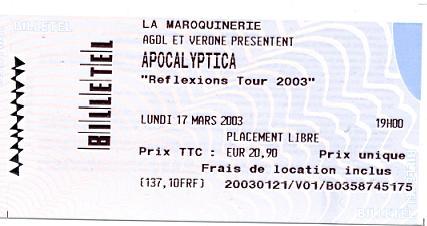 BILLETEL
LA MAROQUINERIE
AGDL ET VERONE PRESENTENT
APOCALYPTICA
"Reflexions Tour 2003"
BILLETEL
LUNDI 17 MARS 2003 19H00
PLACEMENT LIBRE
Prix TTC : EUR 20,90 Prix unique
Frais de location inclus
(137,10FRF) 20030121/V01/B0358745175